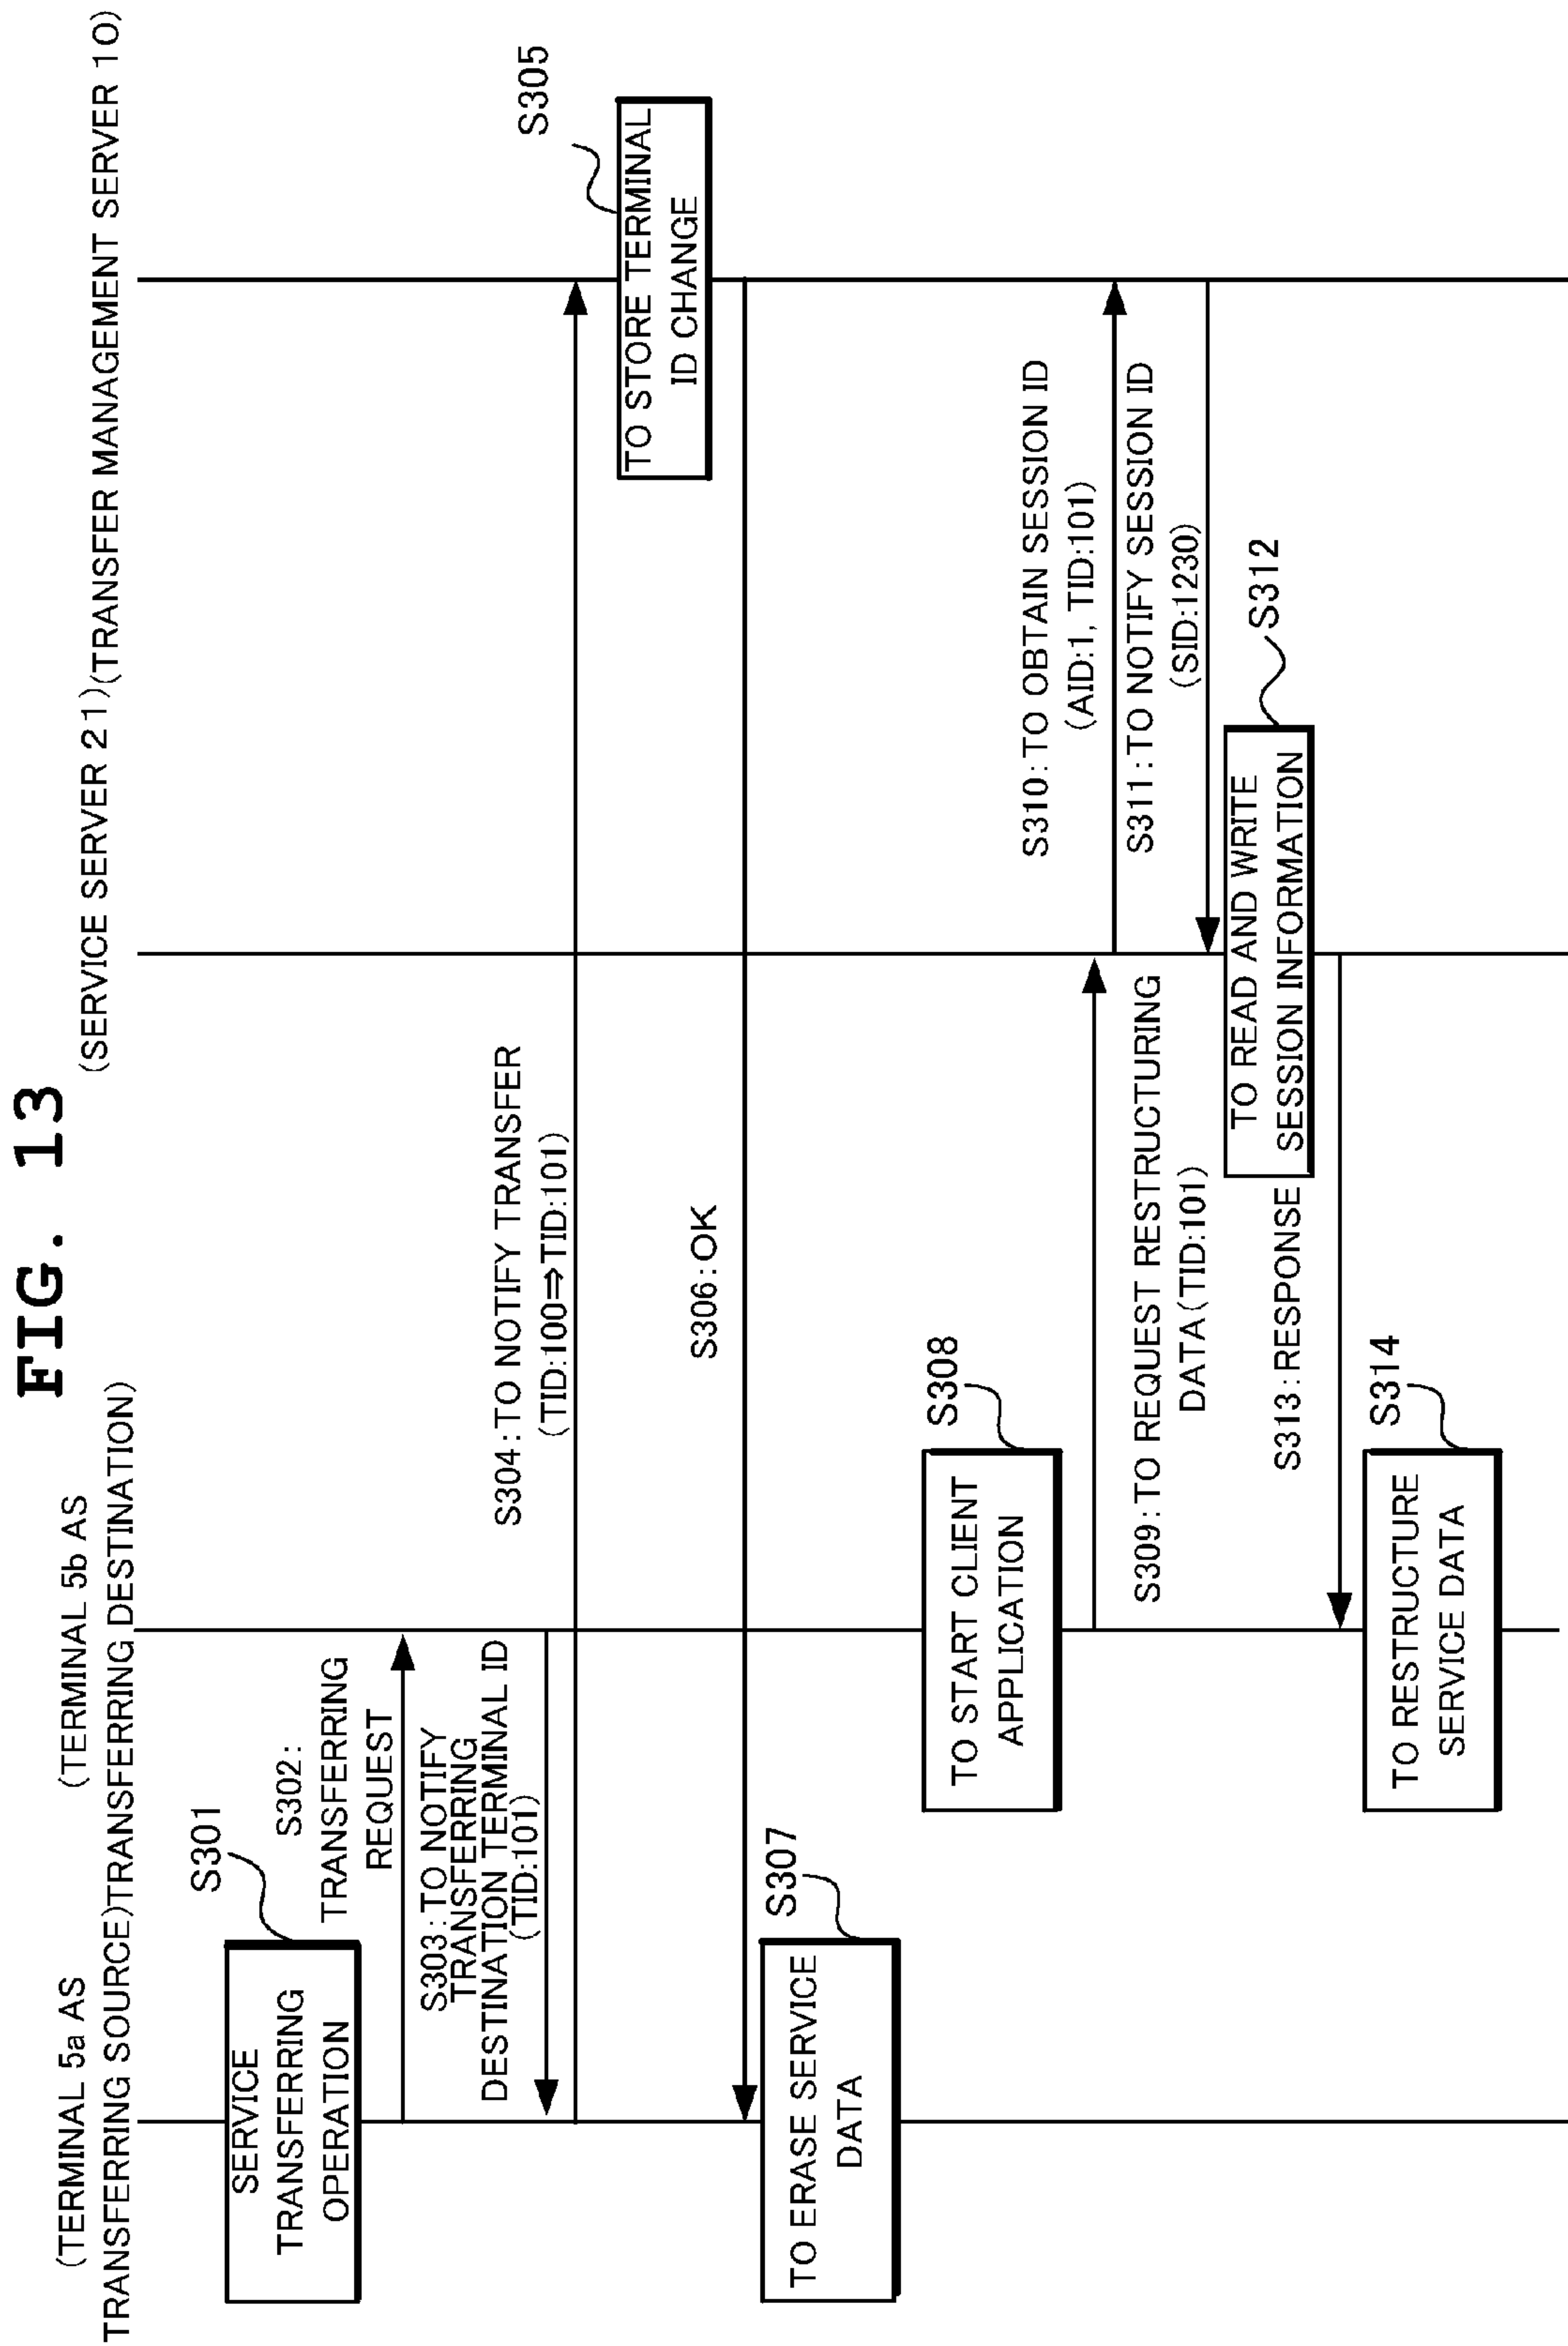 FIG. 13
(TERMINAL 5a AS
TRANSFERRING SOURCE)
(TERMINAL 5b AS
TRANSFERRING DESTINATION)
(SERVICE SERVER 21)
(TRANSFER MANAGEMENT SERVER 10)
S301
SERVICE
TRANSFERRING
OPERATION
S302:
TRANSFERRING
REQUEST
S303:TO NOTIFY
TRANSFERRING
DESTINATION TERMINAL ID
(TID:101)
S304:TO NOTIFY TRANSFER
(TID:100⇒TID:101)
S305
TO STORE TERMINAL
ID CHANGE
S306:OK
S307
TO ERASE SERVICE
DATA
S308
TO START CLIENT
APPLICATION
S309:TO REQUEST RESTRUCTURING
DATA(TID:101)
S310:TO OBTAIN SESSION ID
(AID:1, TID:101)
S311:TO NOTIFY SESSION ID
(SID:1230)
S312
TO READ AND WRITE
SESSION INFORMATION
S313:RESPONSE
S314
TO RESTRUCTURE
SERVICE DATA